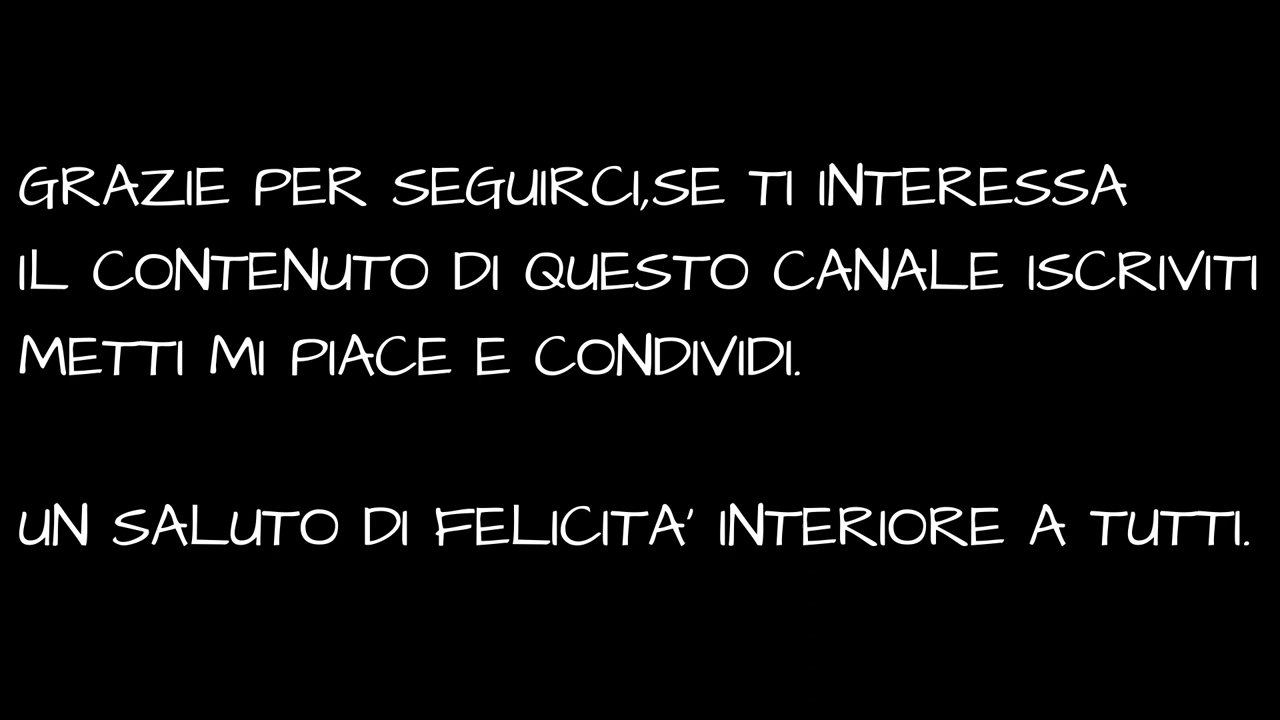 GRAZIE PER SEGUIRCI,SE TI INTERESSA
IL CONTENUTO DI QUESTO CANALE ISCRIVITI
METTI MI PIACE E CONDIVIDI.
UN SALUTO DI FELICITA' INTERIORE A TUTTI.